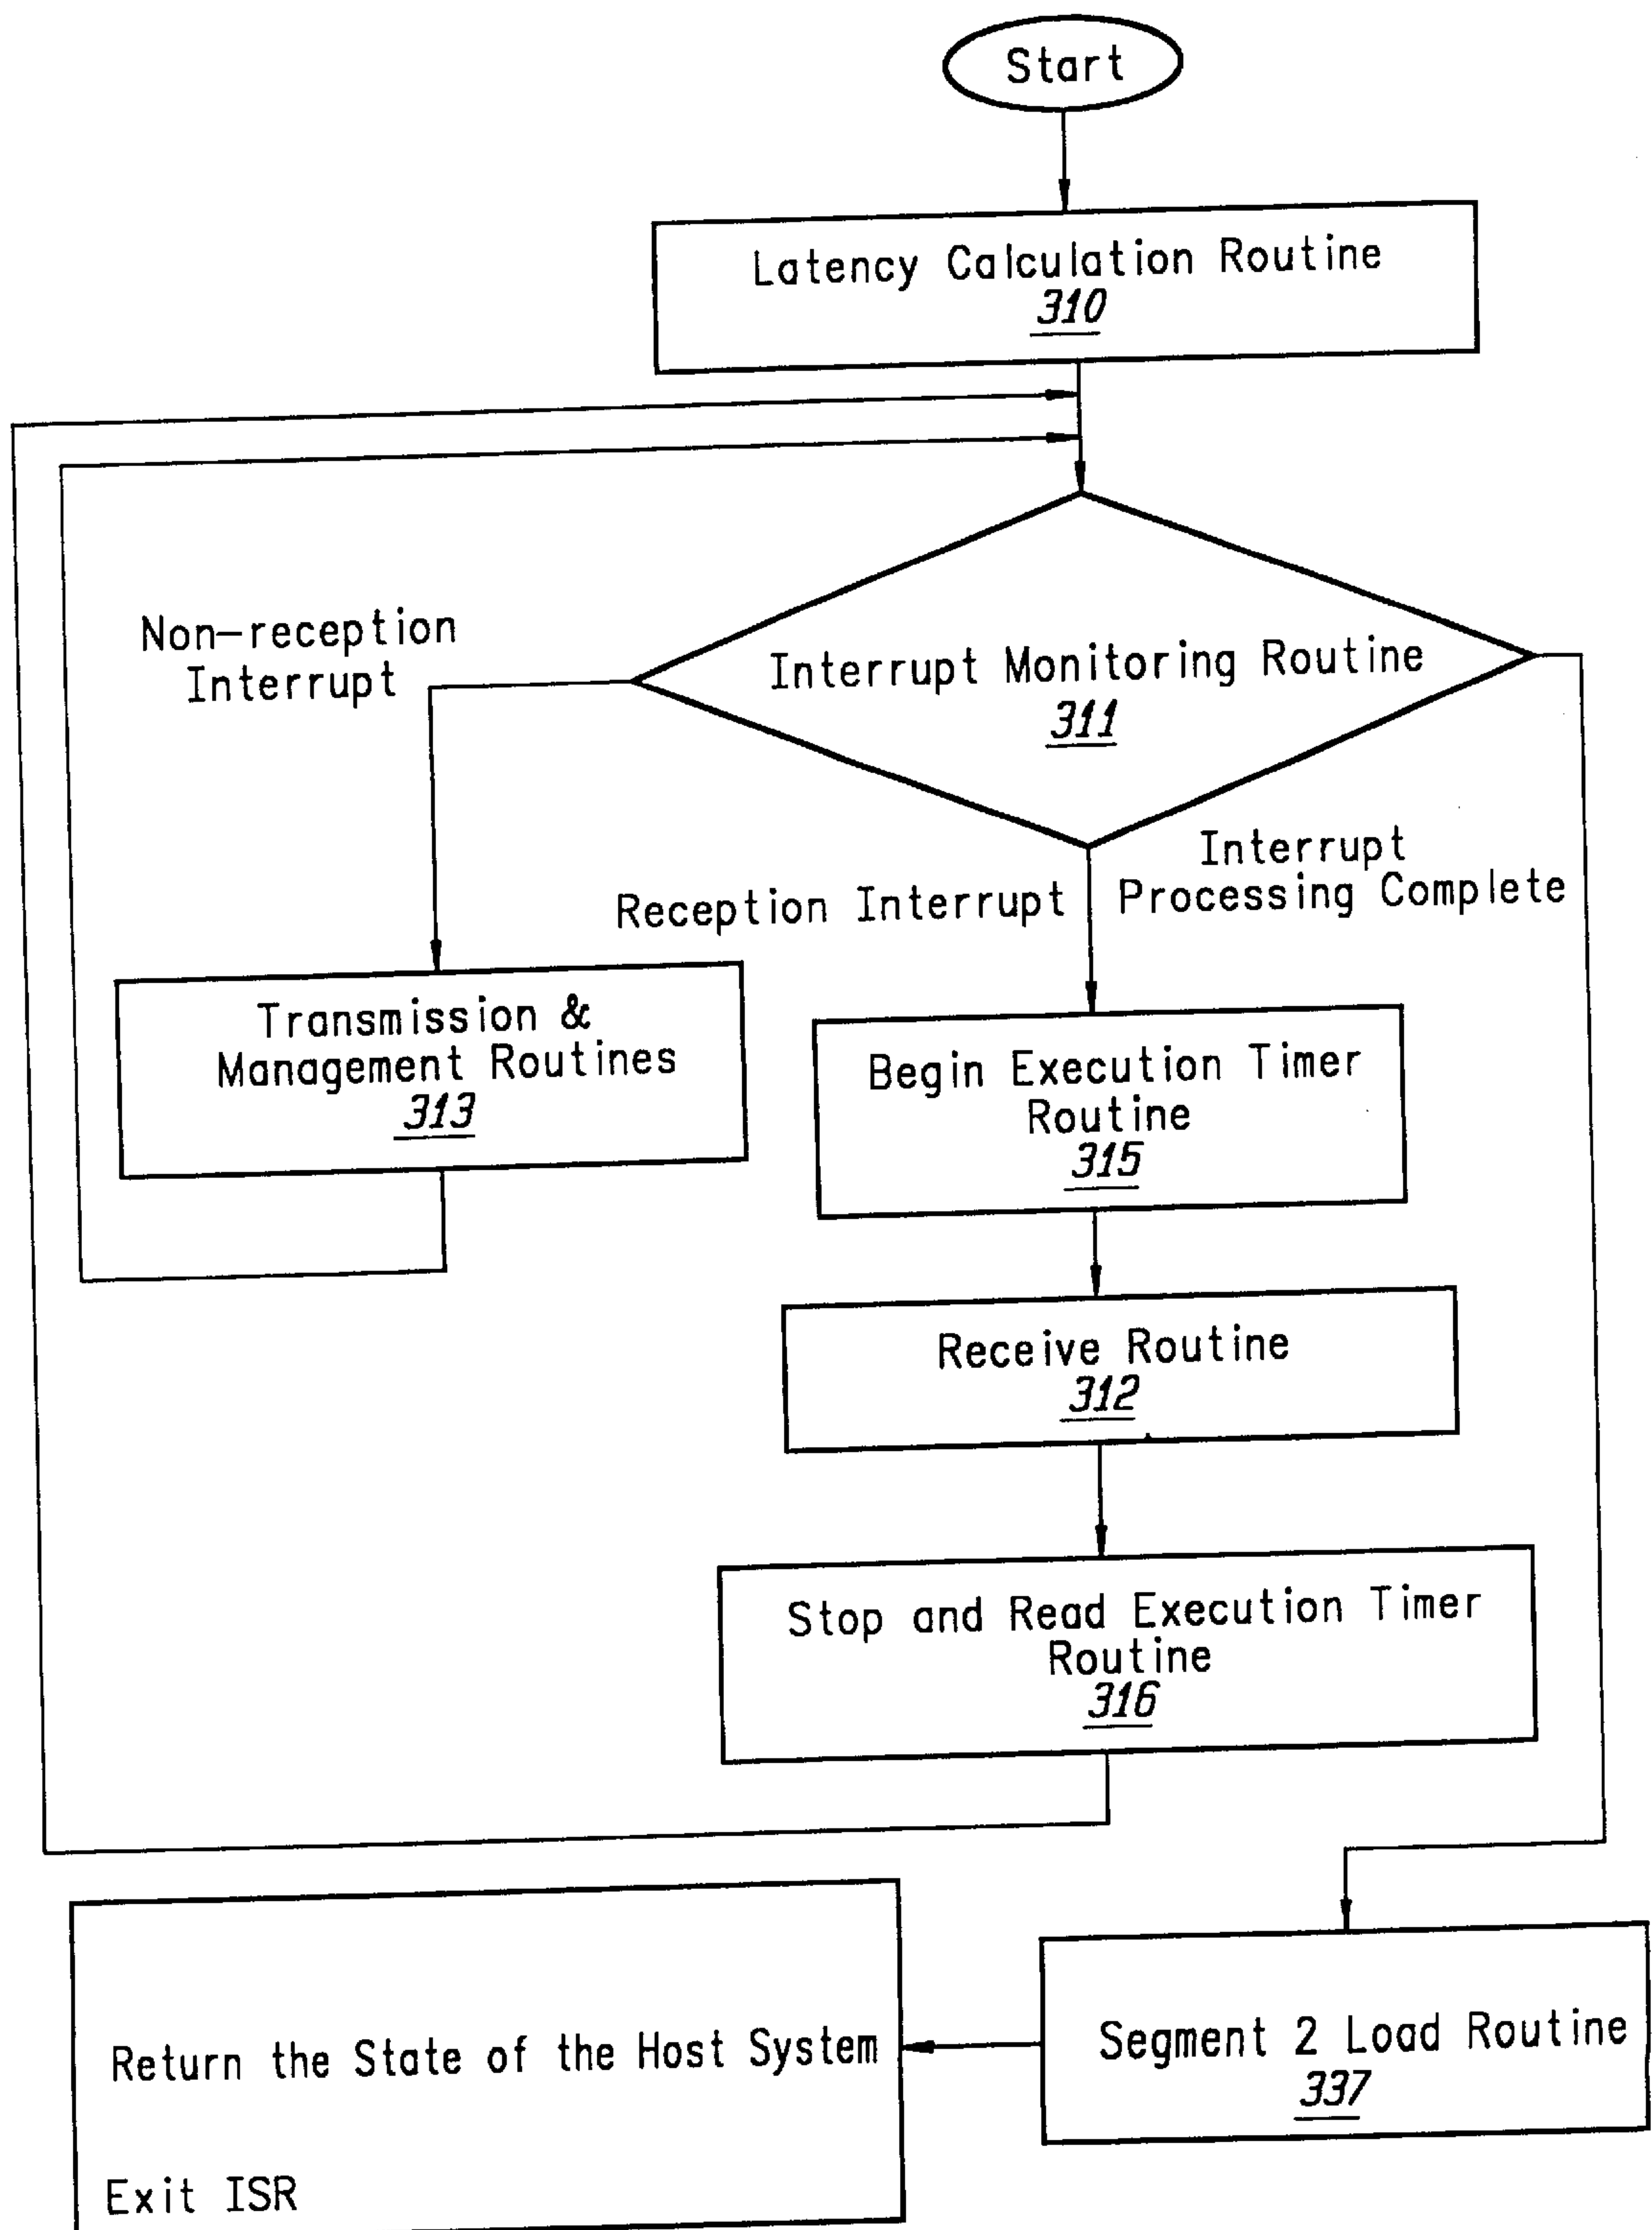 Start
Latency Calculation Routine
310
Non-reception
Interrupt
Interrupt Monitoring Routine
311
Reception Interrupt
Interrupt
Processing Complete
Transmission &
Management Routines
313
Begin Execution Timer
Routine
315
Receive Routine
312
Stop and Read Execution Timer
Routine
316
Segment 2 Load Routine
337
Return the State of the Host System
Exit ISR